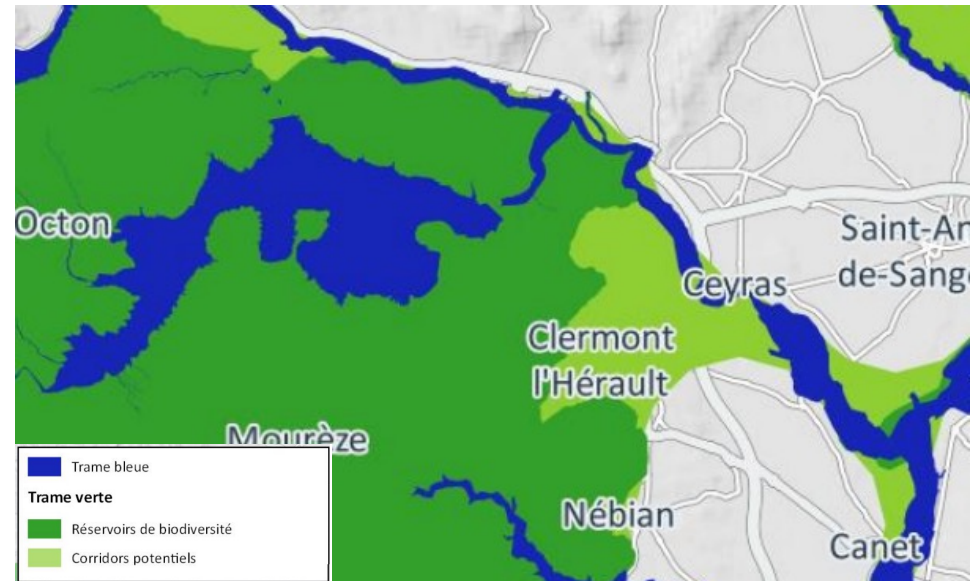 Octon
Saint-An
de-Sang
Ceyras
Clermont
l'Hérault
Mourèze
Nébian
Canet
Trame bleue
Trame verte
Réservoirs de biodiversité
Corridors potentiels